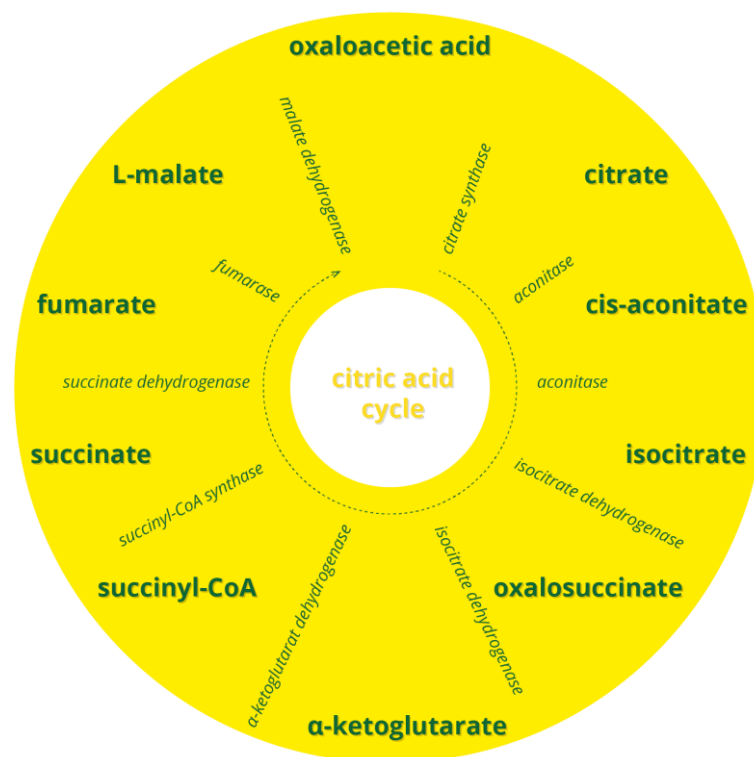 oxaloacetic acid
malate dehydrogenase
citrate synthase
L-malate
citrate
fumarase
aconitase
fumarate
cis-aconitate
succinate dehydrogenase
citric acid
cycle
aconitase
succinate
isocitrate
succinyl-CoA synthase
isocitrate dehydrogenase
succinyl-CoA
oxalosuccinate
α-ketoglutarat dehydrogenase
isocitrate dehydrogenase
α-ketoglutarate